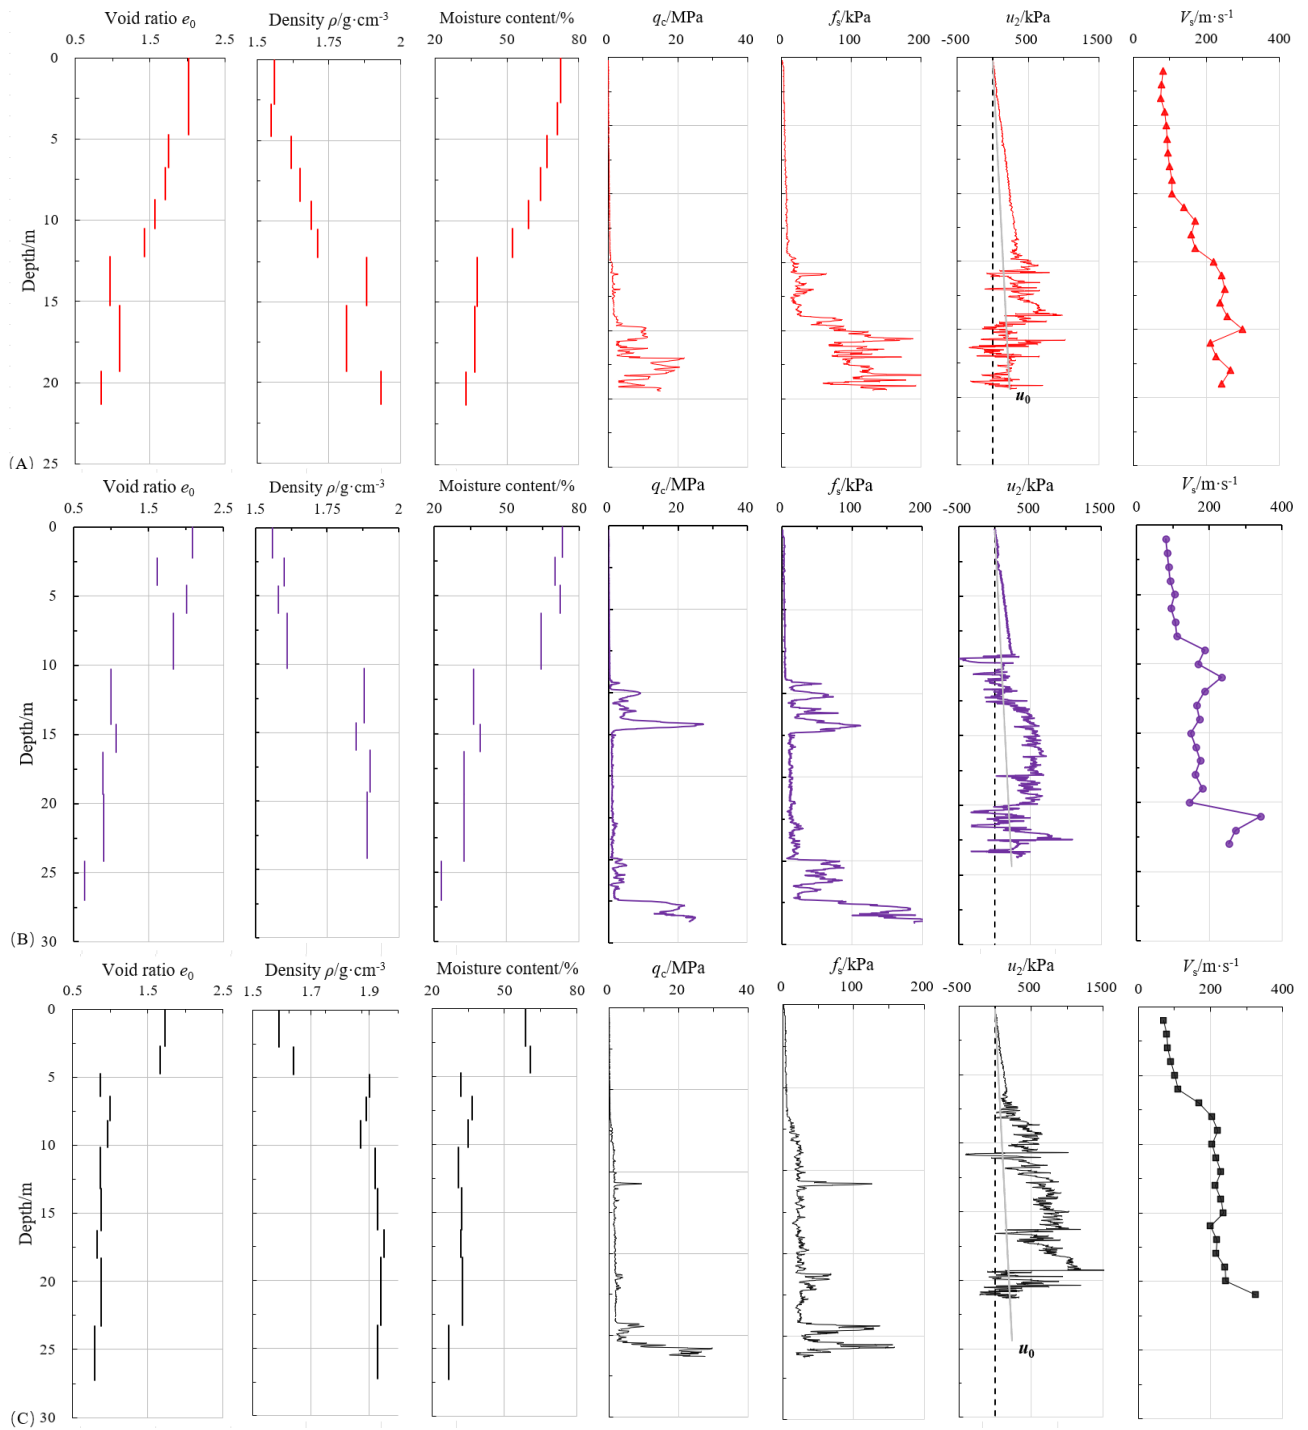 Void ratio e0 Density ρ/g·cm-3 Moisture content/% qc/MPa fs/kPa u2/kPa Vs/m·s-1
0.5 1.5 2.5 1.5 1.75 2 20 50 80 0 20 40 0 100 200 -500 500 1500 0 200 400
0
5
10
15
20
25
Depth/m
u0
(A)
Void ratio e0 Density ρ/g·cm-3 Moisture content/% qc/MPa fs/kPa u2/kPa Vs/m·s-1
0.5 1.5 2.5 1.5 1.75 2 20 50 80 0 20 40 0 100 200 -500 500 1500 0 200 400
0
5
10
15
20
25
30
Depth/m
(B)
Void ratio e0 Density ρ/g·cm-3 Moisture content/% qc/MPa fs/kPa u2/kPa Vs/m·s-1
0.5 1.5 2.5 1.5 1.7 1.9 20 50 80 0 20 40 0 100 200 -500 500 1500 0 200 400
0
5
10
15
20
25
30
Depth/m
u0
(C)